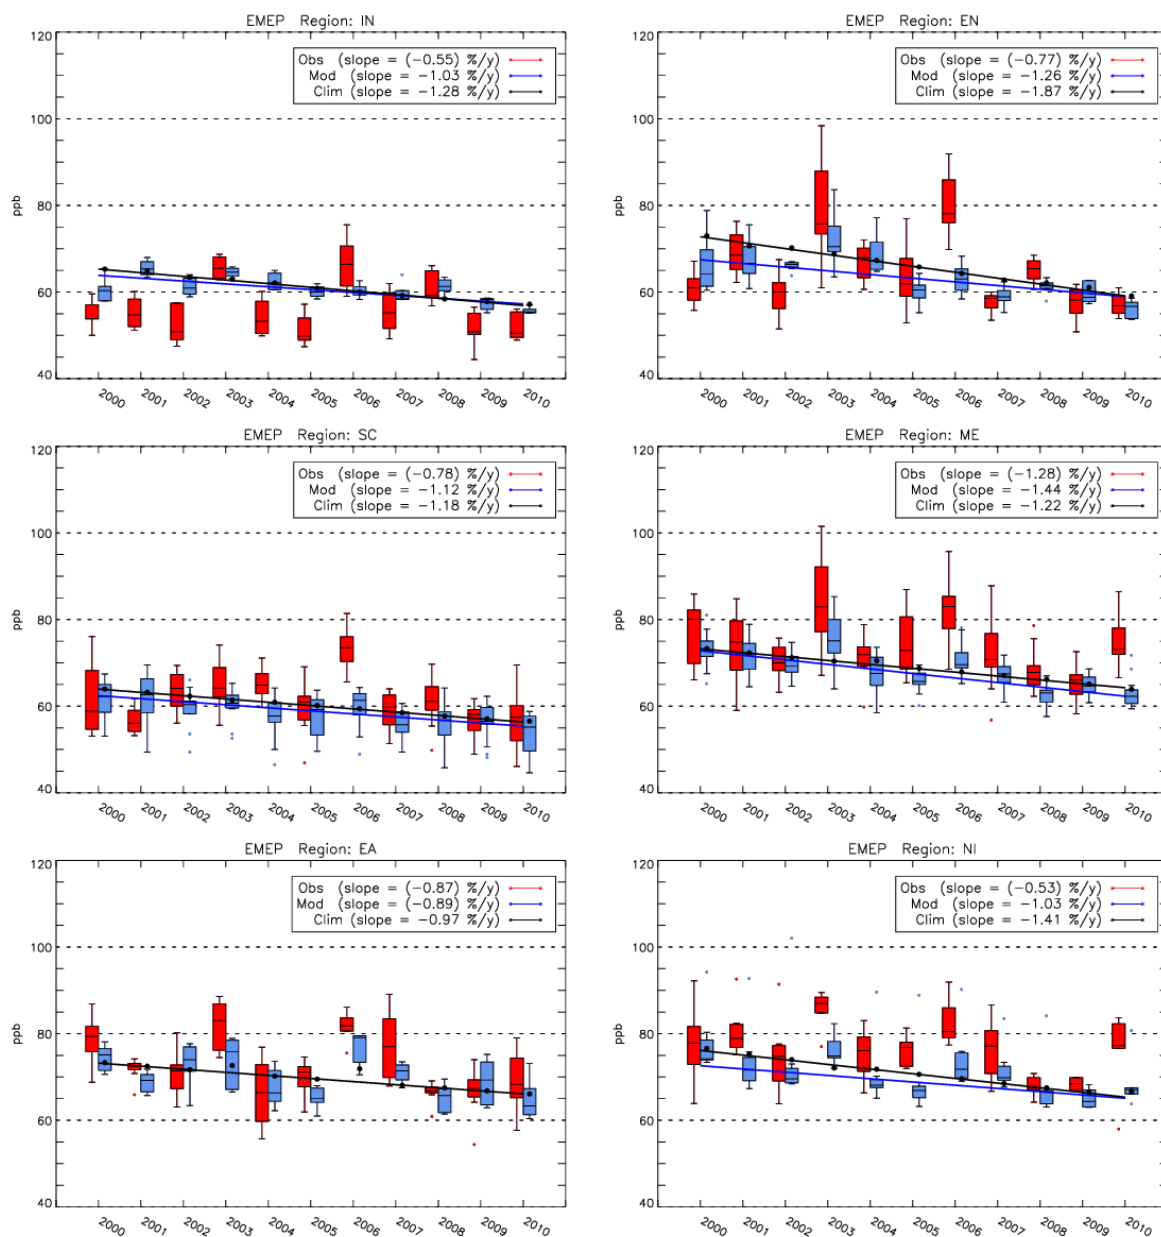 EMEP Region: IN
120
100
80
60
40
ppb
Obs (slope = (-0.55) %/y)
Mod (slope = -1.03 %/y)
Clim (slope = -1.28 %/y)
2000 2001 2002 2003 2004 2005 2006 2007 2008 2009 2010
EMEP Region: EN
120
100
80
60
40
ppb
Obs (slope = (-0.77) %/y)
Mod (slope = -1.26 %/y)
Clim (slope = -1.87 %/y)
2000 2001 2002 2003 2004 2005 2006 2007 2008 2009 2010
EMEP Region: SC
120
100
80
60
40
ppb
Obs (slope = (-0.78) %/y)
Mod (slope = -1.12 %/y)
Clim (slope = -1.18 %/y)
2000 2001 2002 2003 2004 2005 2006 2007 2008 2009 2010
EMEP Region: ME
120
100
80
60
40
ppb
Obs (slope = (-1.28) %/y)
Mod (slope = -1.44 %/y)
Clim (slope = -1.22 %/y)
2000 2001 2002 2003 2004 2005 2006 2007 2008 2009 2010
EMEP Region: EA
120
100
80
60
40
ppb
Obs (slope = (-0.87) %/y)
Mod (slope = (-0.89) %/y)
Clim (slope = -0.97 %/y)
2000 2001 2002 2003 2004 2005 2006 2007 2008 2009 2010
EMEP Region: NI
120
100
80
60
40
ppb
Obs (slope = (-0.53) %/y)
Mod (slope = -1.03 %/y)
Clim (slope = -1.41 %/y)
2000 2001 2002 2003 2004 2005 2006 2007 2008 2009 2010